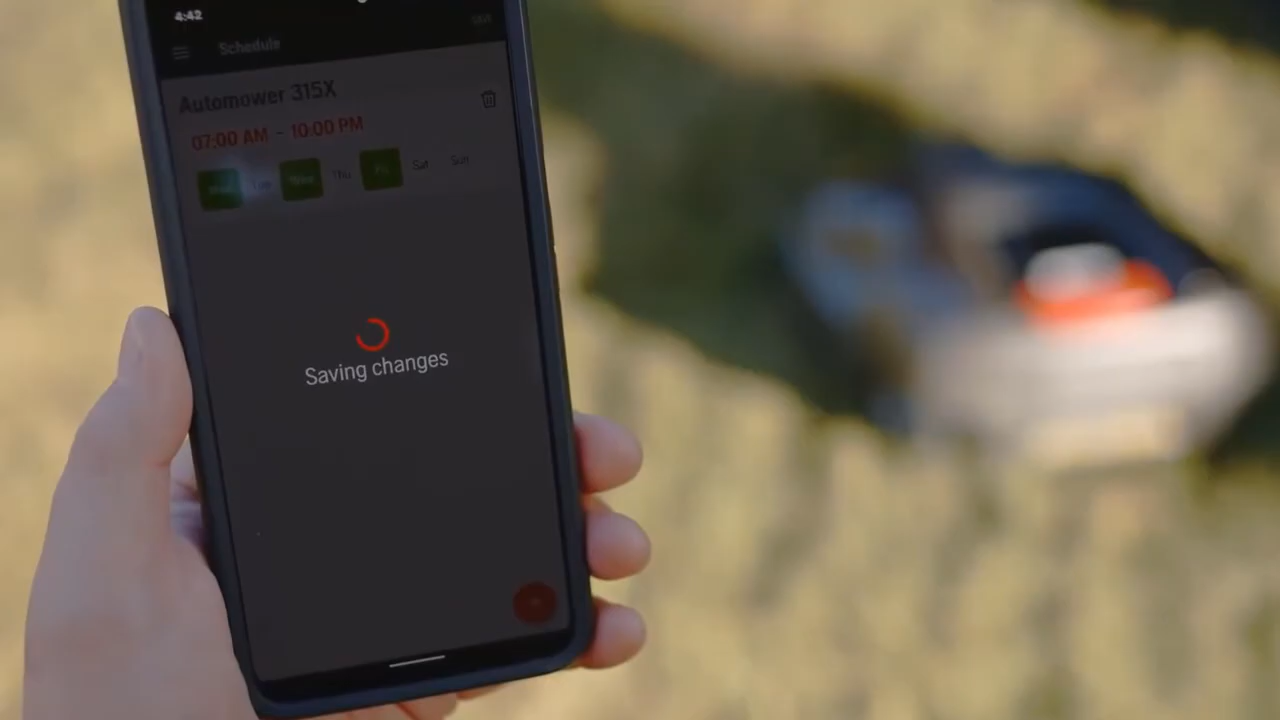 4:42
Schedule
Automower 315X
07:00 AM - 10:00 PM
Mon Tue Wed Thu Fri Sat Sun
Saving changes